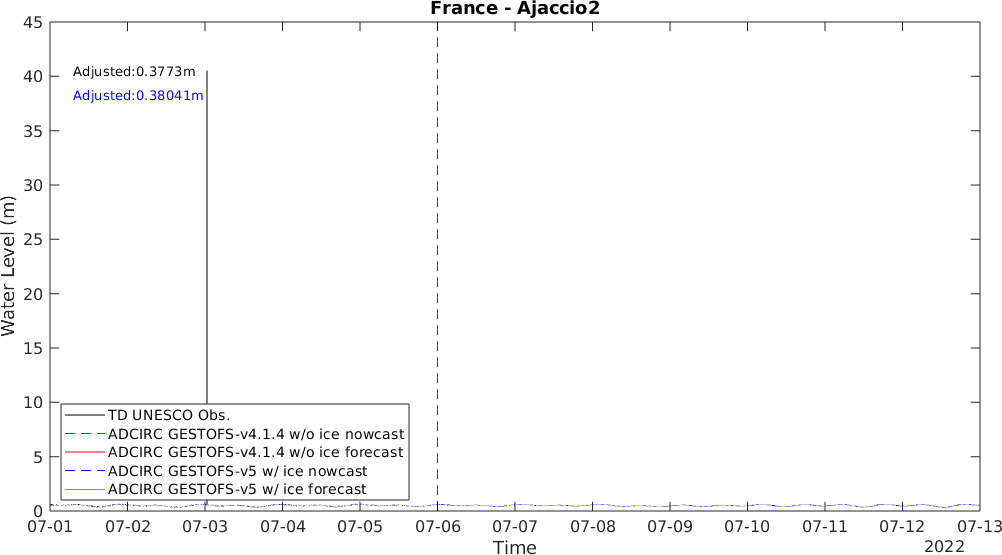 France - Ajaccio2
45
40
35
30
25
20
15
10
5
0
Water Level (m)
Adjusted:0.3773m
Adjusted:0.38041m
TD UNESCO Obs.
ADCIRC GESTOFS-v4.1.4 w/o ice nowcast
ADCIRC GESTOFS-v4.1.4 w/o ice forecast
ADCIRC GESTOFS-v5 w/ ice nowcast
ADCIRC GESTOFS-v5 w/ ice forecast
07-01 07-02 07-03 07-04 07-05 07-06 07-07 07-08 07-09 07-10 07-11 07-12 07-13
Time
2022